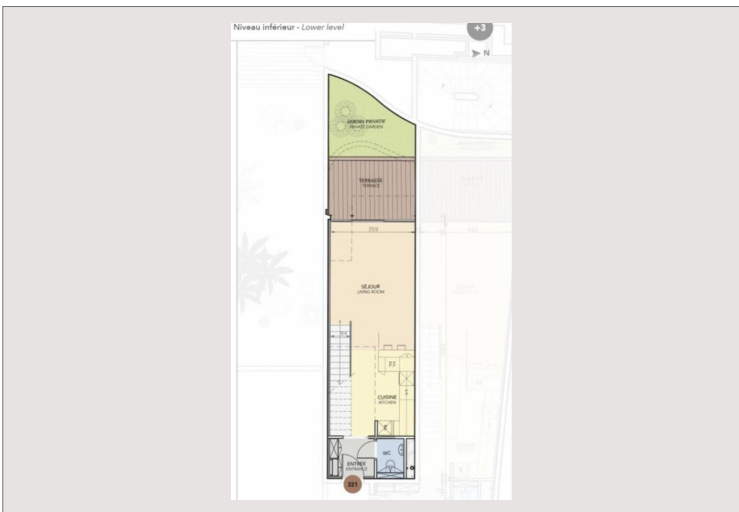 Niveau inférieur - Lower level
+3
N
JARDIN PRIVATIF
PRIVATE GARDEN
TERRASSE
TERRACE
SÉJOUR
LIVING ROOM
CUISINE
KITCHEN
WC
ENTRÉE
ENTRANCE
321